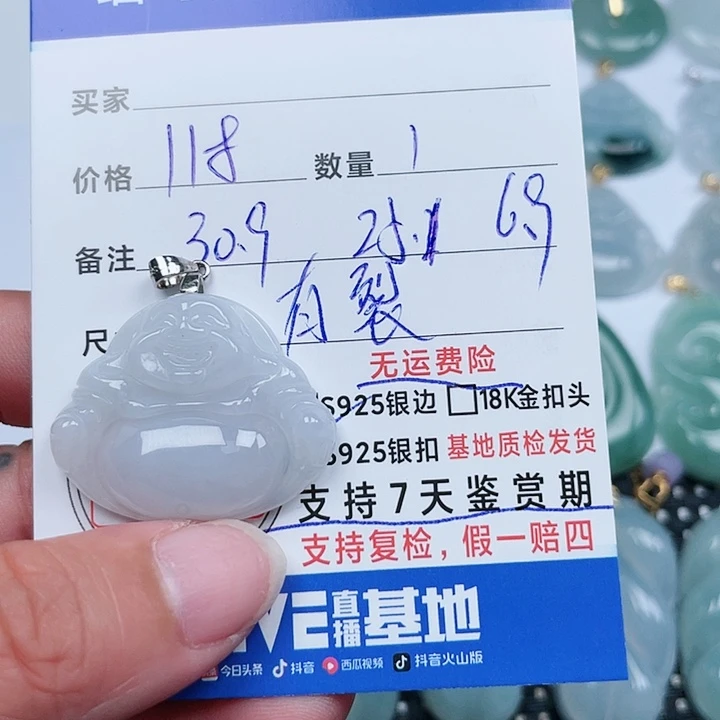 买家
价格 118 数量 1
备注 30.9 25.1 6.9
尺 有裂
无运费险
S925银边 □18K金扣头
S925银扣 基地质检发货
支持7天鉴赏期
支持复检，假一赔四
VE直播基地
今日头条 抖音 西瓜视频 抖音火山版